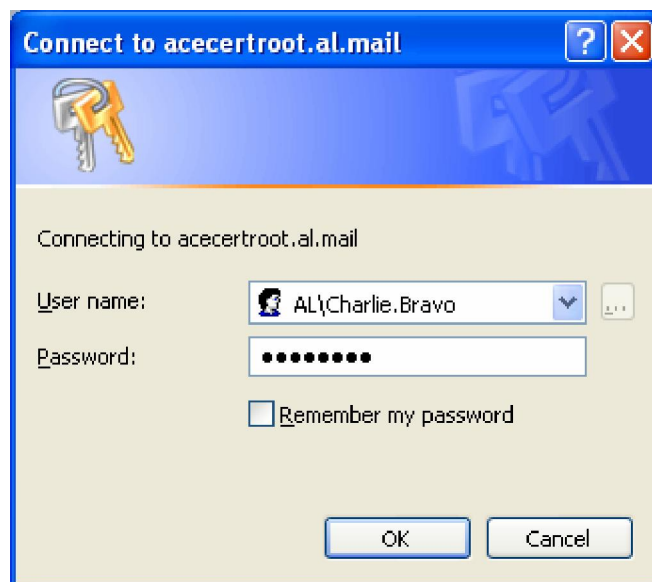 Connect to acecertroot.al.mail
?
Connecting to acecertroot.al.mail
User name: AL\Charlie.Bravo ...
Password: ●●●●●●●●
Remember my password
OK Cancel